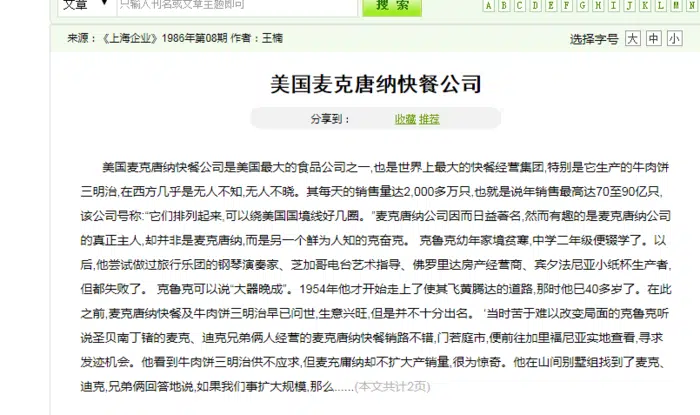 文章
只输入刊名或文章主题即可
搜 索
A B C D E F G H I J K L M N
来源：《上海企业》1986年第08期 作者：王楠
选择字号 大 中 小
美国麦克唐纳快餐公司
分享到： 收藏 推荐
美国麦克唐纳快餐公司是美国最大的食品公司之一,也是世界上最大的快餐经营集团,特别是它生产的牛肉饼
三明治,在西方几乎是无人不知,无人不晓。其每天的销售量达2,000多万只,也就是说年销售最高达70至90亿只,
该公司号称:“它们排列起来,可以绕美国国境线好几圈。”麦克唐纳公司因而日益著名,然而有趣的是麦克唐纳公司
的真正主人,却并非是麦克唐纳,而是另一个鲜为人知的克奋克。 克鲁克幼年家境贫寒,中学二年级便辍学了。以
后,他尝试做过旅行乐团的钢琴演奏家、芝加哥电台艺术指导、佛罗里达房产经营商、宾夕法尼亚小纸杯生产者,
但都失败了。 克鲁克可以说“大器晚成”。1954年他才开始走上了使其飞黄腾达的道路,那时他巳40多岁了。在此
之前,麦克唐纳快餐及牛肉饼三明治早已问世,生意兴旺,但是并不十分出名。 ‘当时苦于难以改变局面的克鲁克听
说圣贝南丁锗的麦克、迪克兄弟俩人经营的麦克唐纳快餐销路不错,门若庭市,便前往加里福尼亚实地查看,寻求
发迹机会。他看到牛肉饼三明治供不应求,但麦充庸纳却不扩大产销量,很为惊奇。他在山间别墅组找到了麦克、
迪克,兄弟俩回答地说,如果我们事扩大规模,那么......(本文共计2页)